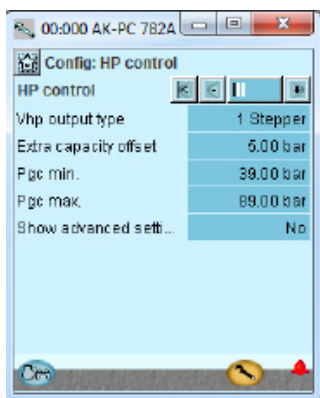 00:000 AK-PC 782A
Config: HP control
HP control
Vhp output type 1 Stepper
Extra capacity offset 5.00 bar
Pgc min. 39.00 bar
Pgc max. 89.00 bar
Show advanced setti... No